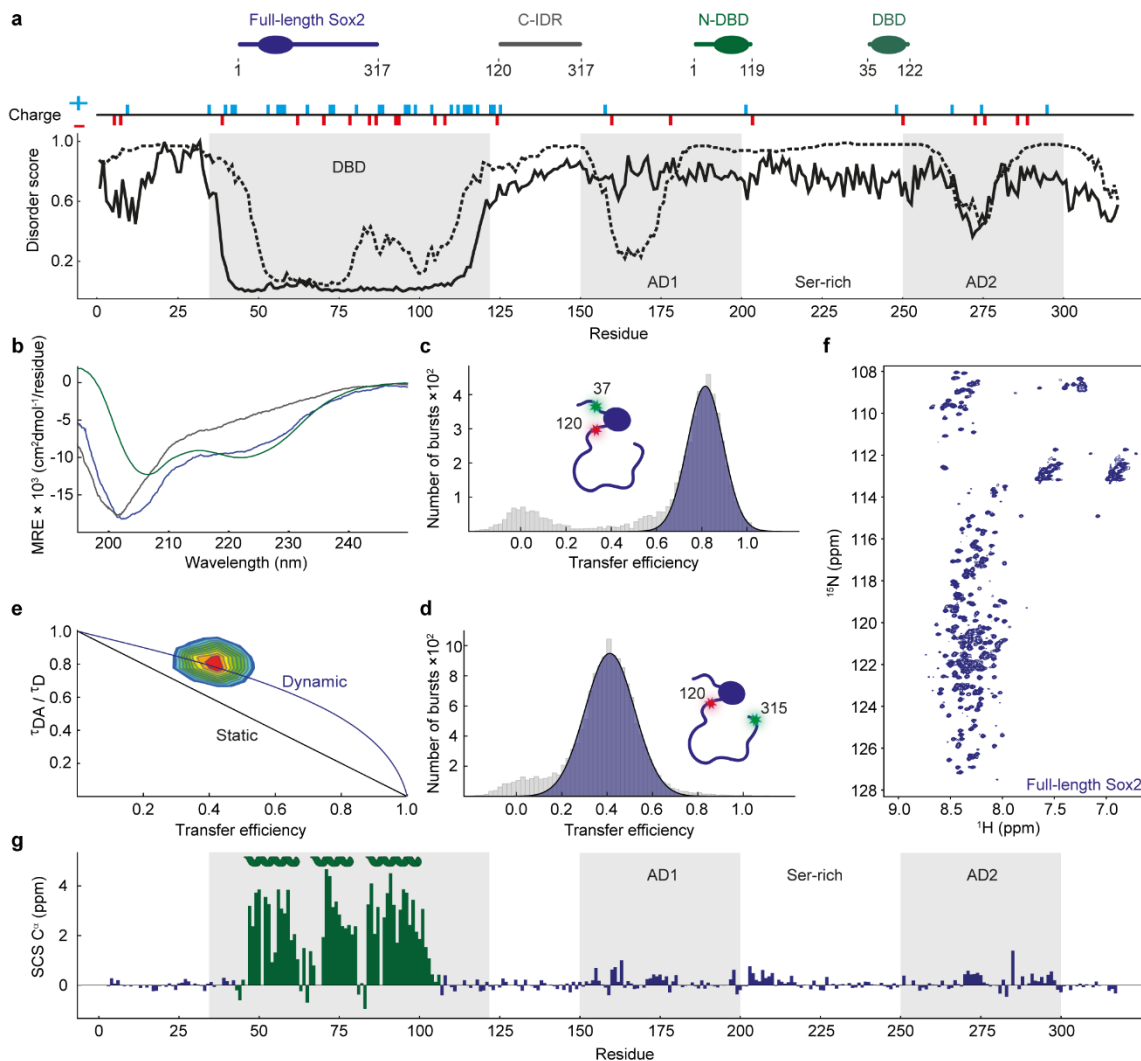 a
Full-length Sox2
C-IDR
N-DBD
DBD
1 317
120 317
1 119
35 122
+
Charge
−
Disorder score
1.0
0.6
0.2
DBD
AD1
Ser-rich
AD2
0 25 50 75 100 125 150 175 200 225 250 275 300
Residue
b
MRE × 10³ (cm²dmol⁻¹/residue)
0
-5
-10
-15
200 210 220 230 240
Wavelength (nm)
c
Number of bursts ×10²
4
3
2
1
37
120
0.0 0.2 0.4 0.6 0.8 1.0
Transfer efficiency
f
¹⁵N (ppm)
108
110
112
114
116
118
120
122
124
126
128
Full-length Sox2
9.0 8.5 8.0 7.5 7.0
¹H (ppm)
e
τDA / τD
1.0
0.8
0.6
0.4
0.2
Dynamic
Static
0.2 0.4 0.6 0.8 1.0
Transfer efficiency
d
Number of bursts ×10²
10
8
6
4
2
120
315
0.0 0.2 0.4 0.6 0.8 1.0
Transfer efficiency
g
SCS Cα (ppm)
4
2
0
AD1
Ser-rich
AD2
0 25 50 75 100 125 150 175 200 225 250 275 300
Residue